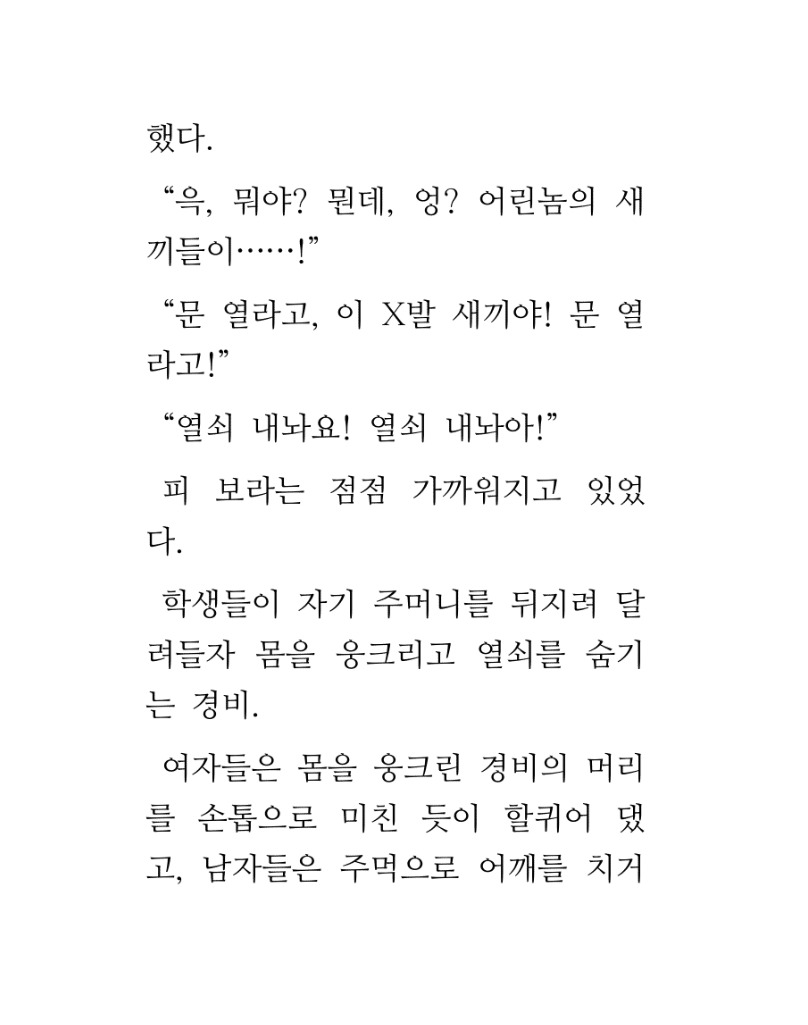 했다.
“윽, 뭐야? 뭔데, 엉? 어린놈의 새
끼들이……!”
“문 열라고, 이 X발 새끼야! 문 열
라고!”
“열쇠 내놔요! 열쇠 내놔아!”
피 보라는 점점 가까워지고 있었
다.
학생들이 자기 주머니를 뒤지려 달
려들자 몸을 웅크리고 열쇠를 숨기
는 경비.
여자들은 몸을 웅크린 경비의 머리
를 손톱으로 미친 듯이 할퀴어 댔
고, 남자들은 주먹으로 어깨를 치거